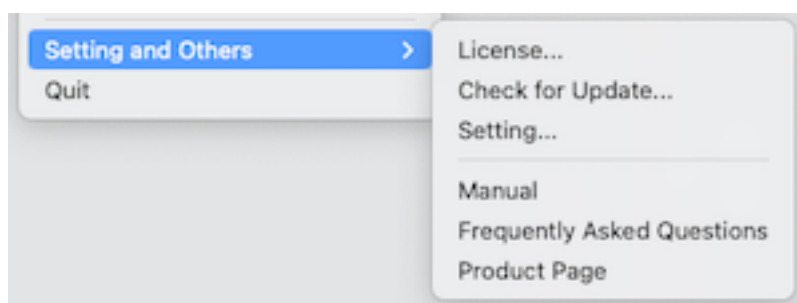 Setting and Others
Quit
License...
Check for Update...
Setting...
Manual
Frequently Asked Questions
Product Page